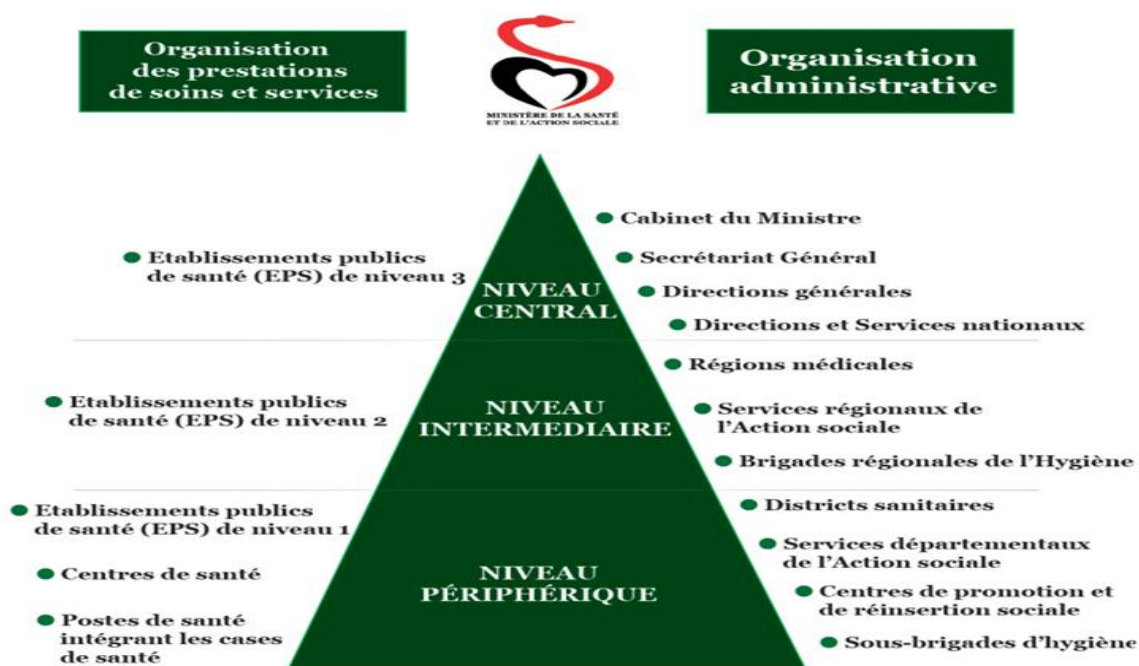 Organisation
des prestations
de soins et services
MINISTÈRE DE LA SANTÉ
ET DE L'ACTION SOCIALE
Organisation
administrative
Etablissements publics
de santé (EPS) de niveau 3
NIVEAU
CENTRAL
Cabinet du Ministre
Secrétariat Général
Directions générales
Directions et Services nationaux
Etablissements publics
de santé (EPS) de niveau 2
NIVEAU
INTERMEDIAIRE
Régions médicales
Services régionaux de
l'Action sociale
Brigades régionales de l'Hygiène
Etablissements publics
de santé (EPS) de niveau 1
Centres de santé
Postes de santé
intégrant les cases
de santé
NIVEAU
PÉRIPHÉRIQUE
Districts sanitaires
Services départementaux
de l'Action sociale
Centres de promotion et
de réinsertion sociale
Sous-brigades d'hygiène